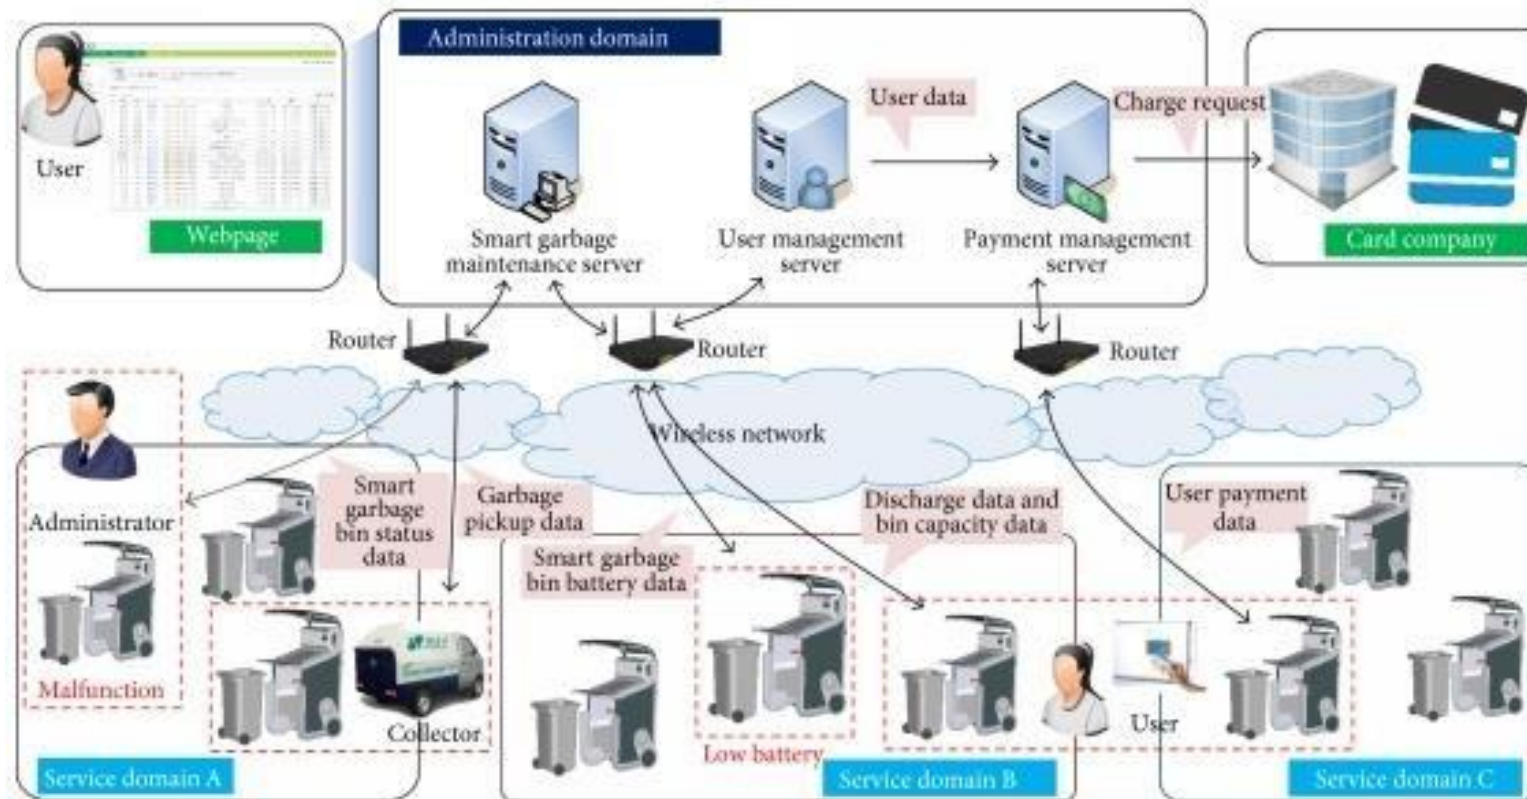 Administration domain
User
Webpage
User data
Charge request
Smart garbage
maintenance server
User management
server
Payment management
server
Card company
Router
Router
Router
Wireless network
Administrator
Smart
garbage
bin status
data
Garbage
pickup data
Smart garbage
bin battery data
Discharge data and
bin capacity data
User payment
data
Malfunction
Collector
Low battery
User
Service domain A
Service domain B
Service domain C